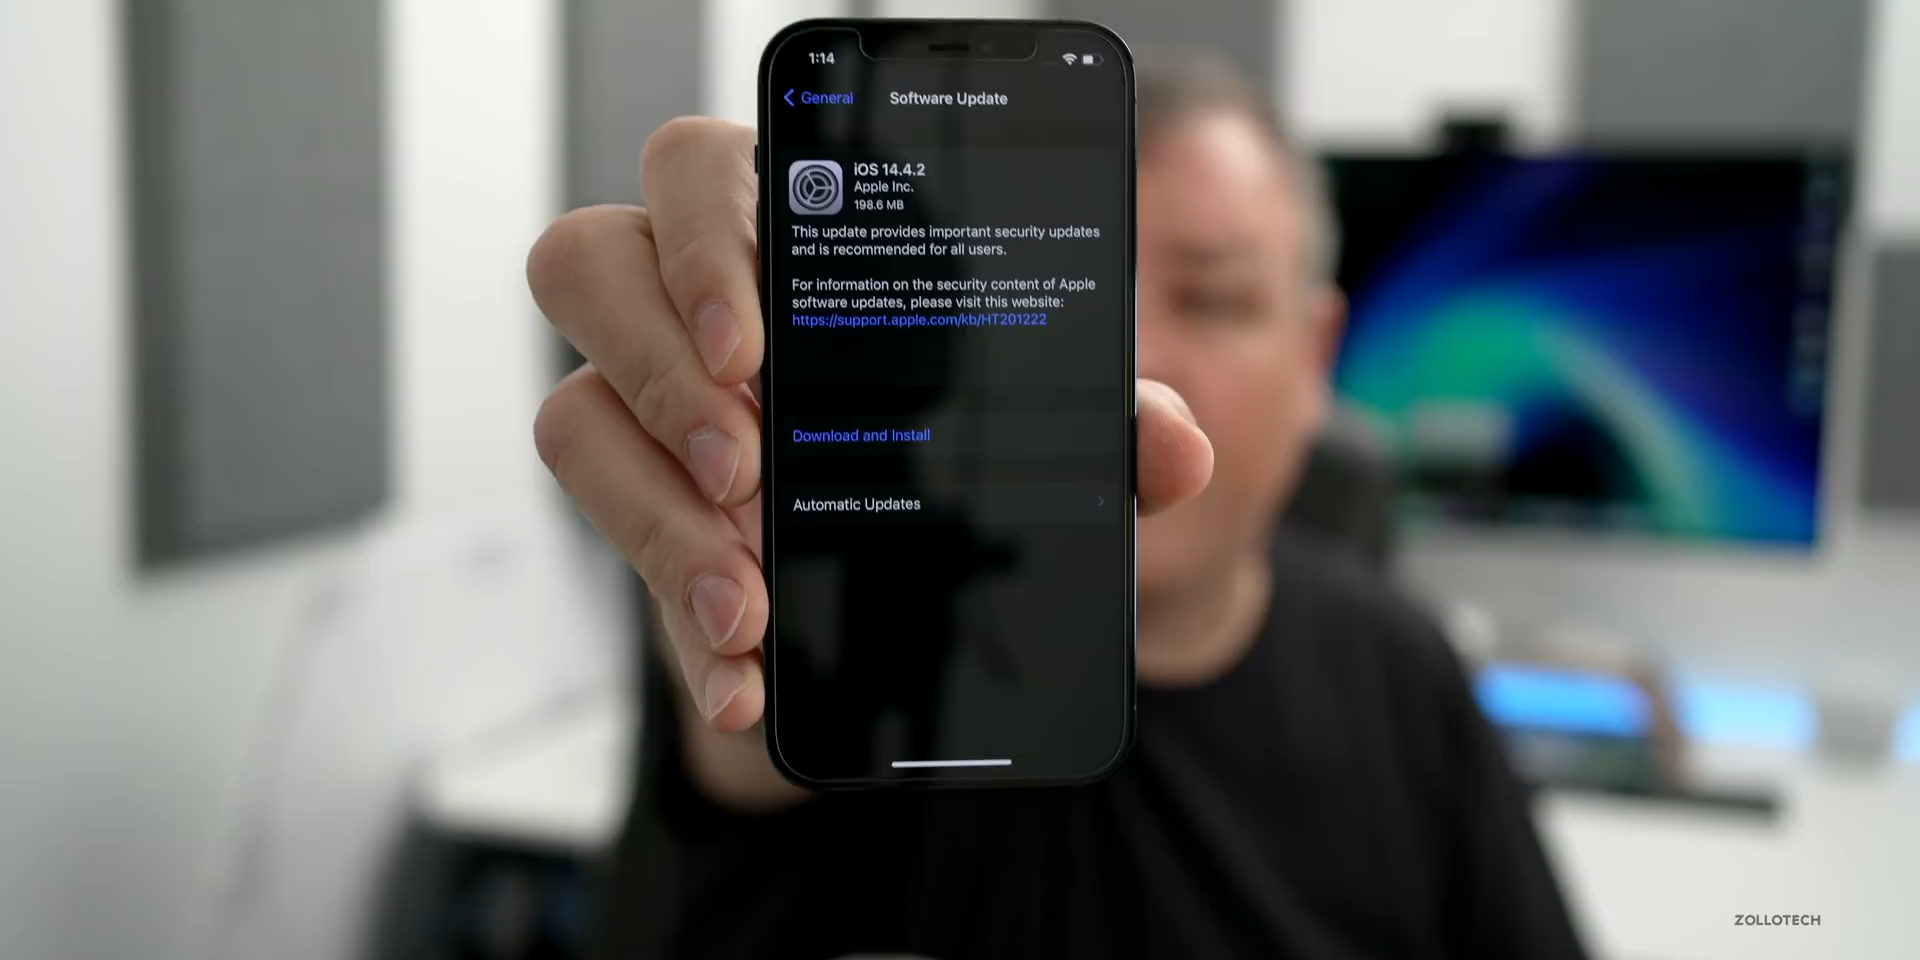 1:14
General
Software Update
iOS 14.4.2
Apple Inc.
198.6 MB
This update provides important security updates
and is recommended for all users.
For information on the security content of Apple
software updates, please visit this website:
https://support.apple.com/kb/HT201222
Download and Install
Automatic Updates
ZOLLOTECH